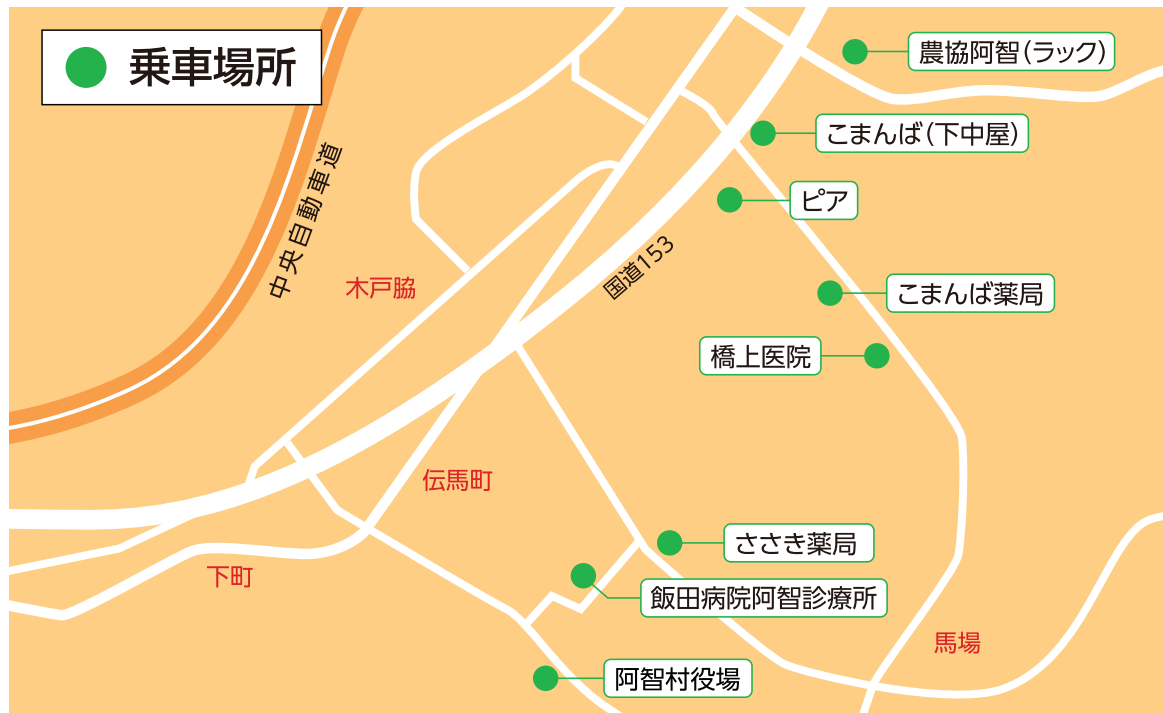 乗車場所
農協阿智（ラック）
こまんば（下中屋）
中央自動車道
ピア
国道153
木戸脇
こまんば薬局
橋上医院
伝馬町
ささき薬局
下町
飯田病院阿智診療所
馬場
阿智村役場